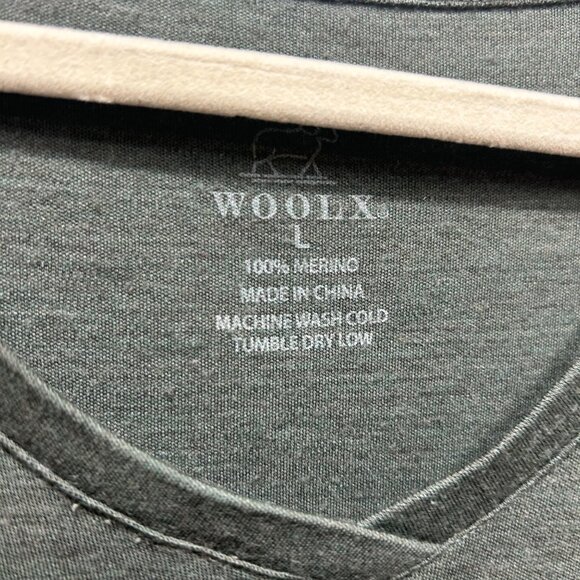 WOOLX®
L
100% MERINO
MADE IN CHINA
MACHINE WASH COLD
TUMBLE DRY LOW